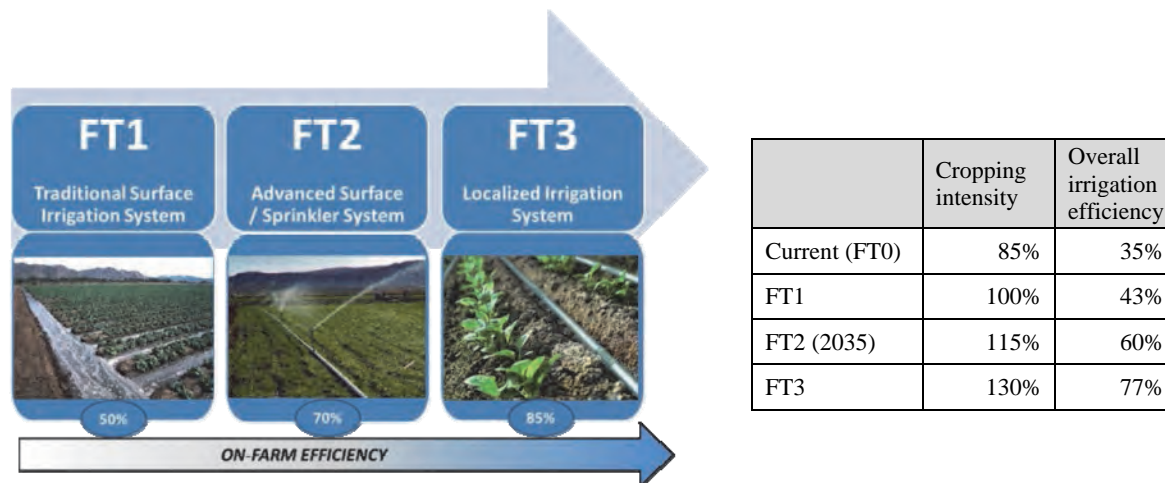 FT1
Traditional Surface
Irrigation System
50%
FT2
Advanced Surface
/ Sprinkler System
70%
FT3
Localized Irrigation
System
85%
ON-FARM EFFICIENCY
Cropping intensity Overall irrigation efficiency
Current (FT0) 85% 35%
FT1 100% 43%
FT2 (2035) 115% 60%
FT3 130% 77%